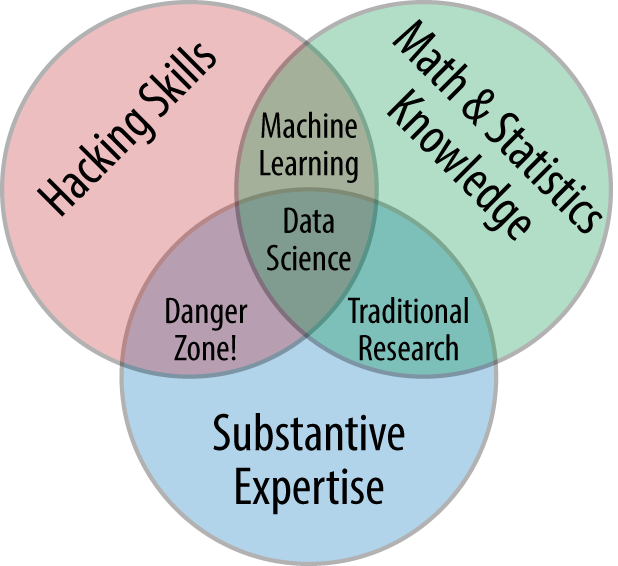 Hacking Skills
Math & Statistics
Knowledge
Machine
Learning
Data
Science
Danger
Zone!
Traditional
Research
Substantive
Expertise